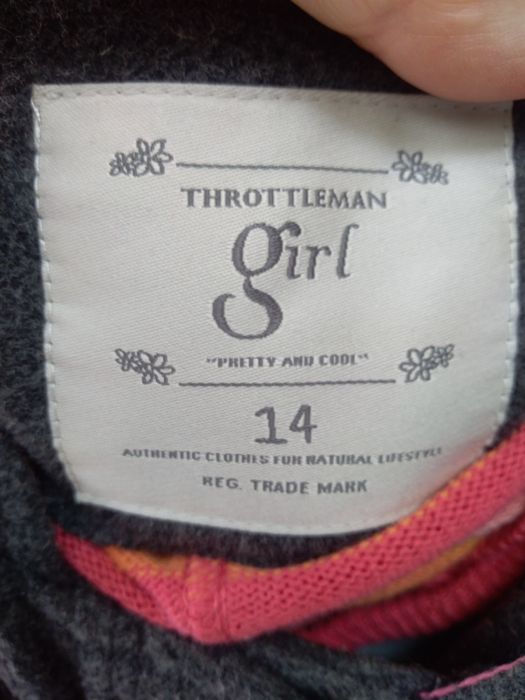 THROTTLEMAN
girl
"PRETTY AND COOL"
14
AUTHENTIC CLOTHES FOR NATURAL LIFESTYLE
REG. TRADE MARK